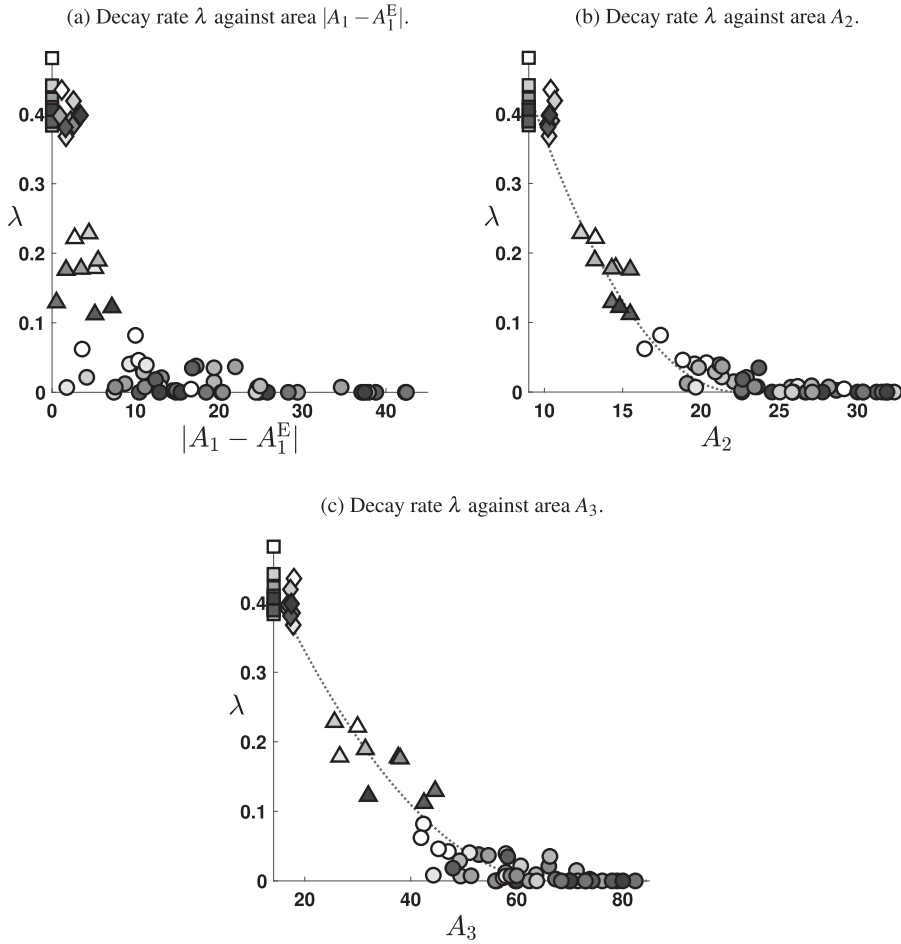 (a) Decay rate λ against area |A₁ − A₁ᴱ|.
(b) Decay rate λ against area A₂.
0.4
0.3
λ
0.2
0.1
0
0 10 20 30 40
|A₁ − A₁ᴱ|
0.4
0.3
λ
0.2
0.1
0
10 15 20 25 30
A₂
(c) Decay rate λ against area A₃.
0.4
0.3
λ
0.2
0.1
0
20 40 60 80
A₃